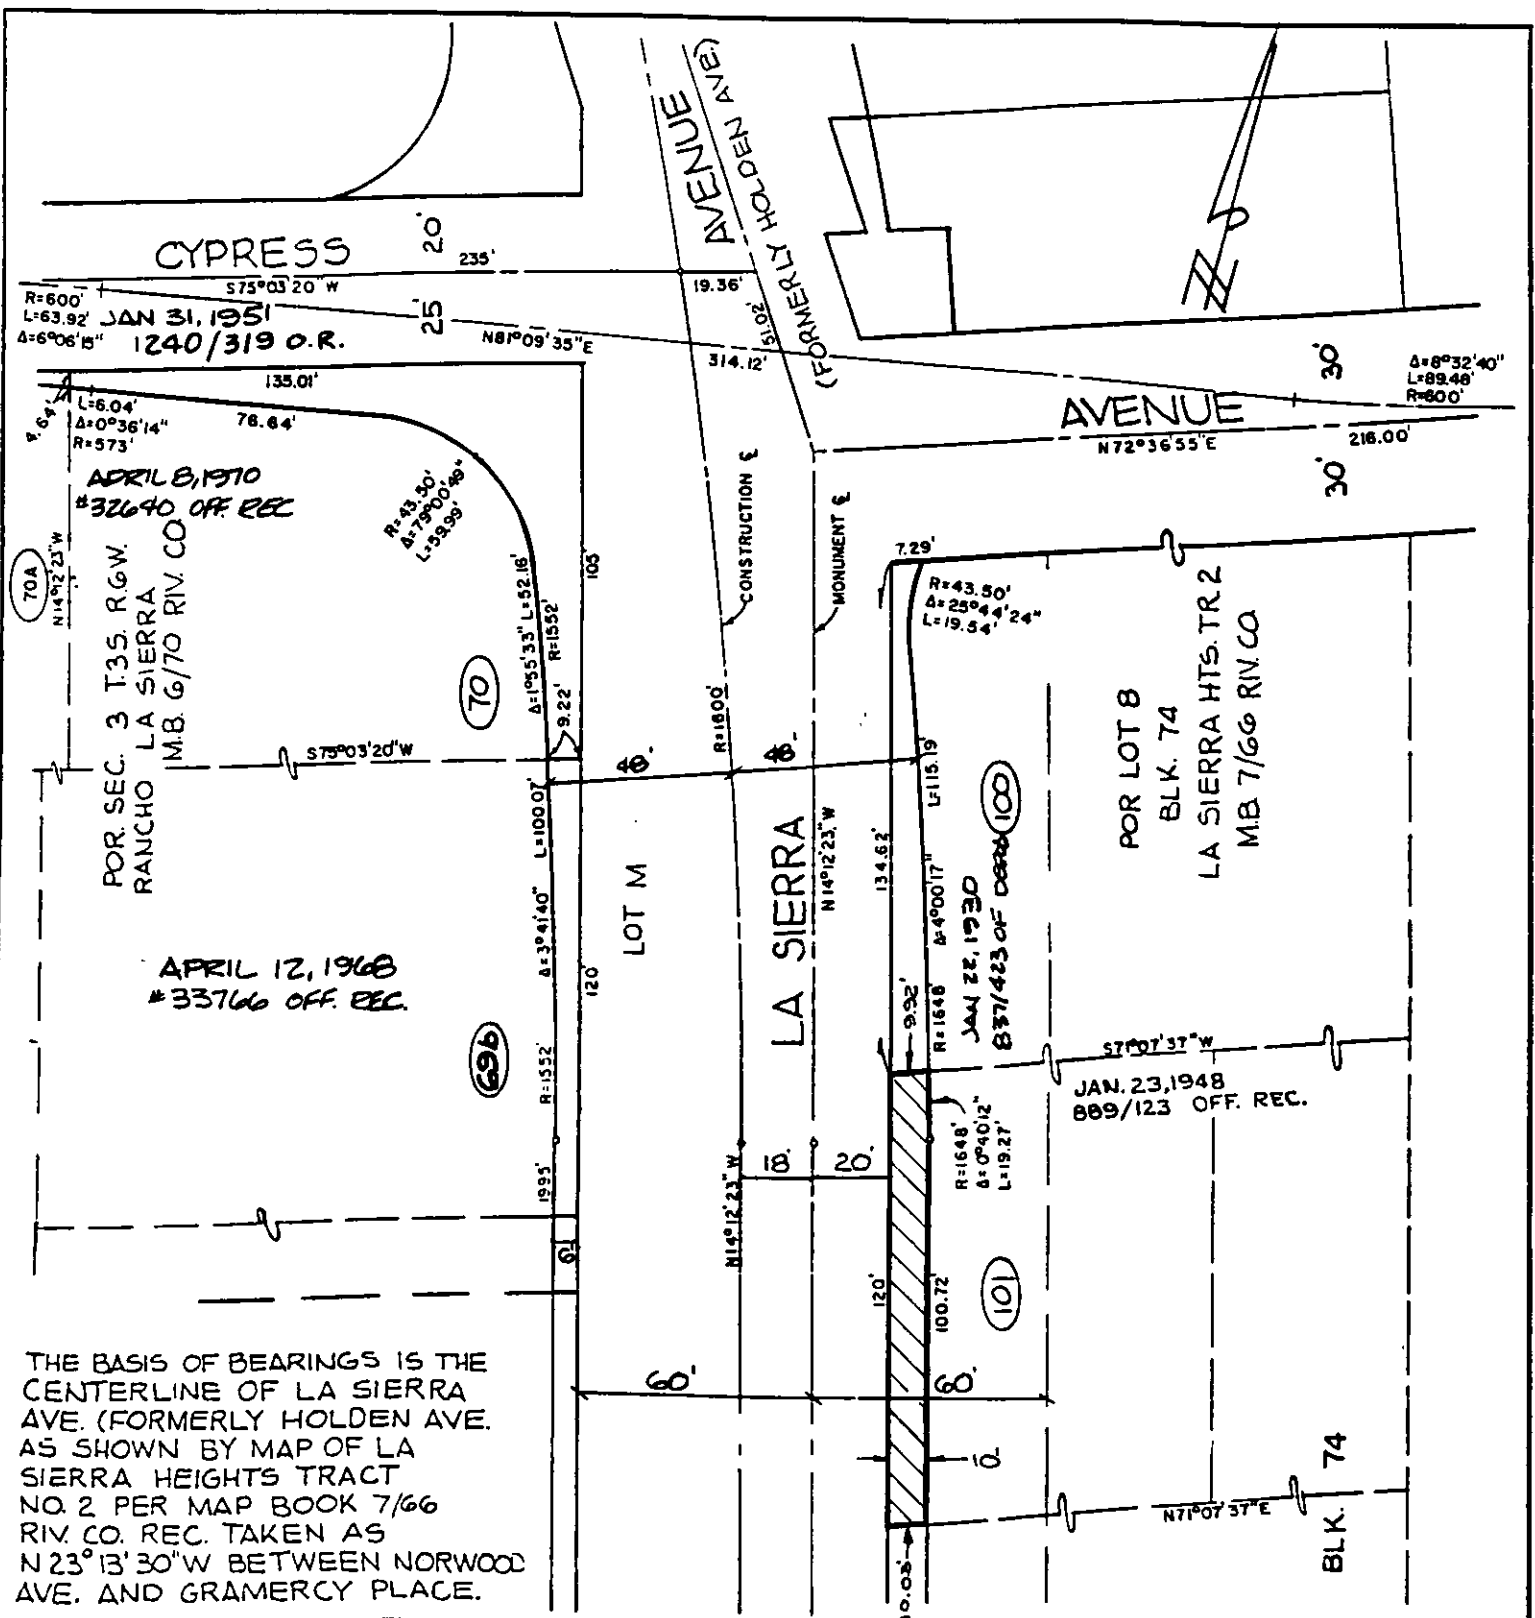 AVENUE
(FORMERLY HOLDEN AVE.)
CYPRESS
20'
235'
S75°03'20"W
19.36'
R=600'
L=63.92'
Δ=6°06'15"
JAN 31, 1951
1240/319 O.R.
25'
N81°09'35"E
51.02'
314.12'
30'
Δ=8°32'40"
L=89.48'
R=600'
135.01'
L=6.04'
Δ=0°36'14"
R=573'
76.64'
AVENUE
N72°36'55"E
216.00'
30'
APRIL 8, 1970
#32640 OFF. REC
R=43.50'
Δ=79°00'49"
L=59.99'
CONSTRUCTION ℄
MONUMENT ℄
7.29'
R=43.50'
Δ=25°44'24"
L=19.54'
70A
N14°12'23"W
POR. SEC. 3 T.3S. R.6W.
RANCHO LA SIERRA
M.B. 6/70 RIV. CO
105'
Δ=1°55'33" L=52.16'
R=1552'
70
9.22'
R=1600'
POR LOT 8
BLK. 74
LA SIERRA HTS. TR 2
M.B 7/66 RIV. CO
S75°03'20"W
48'
48'
L=115.19'
100
L=100.07'
Δ=3°41'40"
R=1552'
LOT M
LA SIERRA
N14°12'23"W
134.62'
Δ=4°00'17"
R=1648'
JAN 22, 1930
837/423 OF DEEDS
APRIL 12, 1968
#33766 OFF. REC.
120'
69b
9.92'
S71°07'37"W
JAN. 23, 1948
889/123 OFF. REC.
R=1648'
Δ=0°40'12"
L=19.27'
18'
20'
19.95'
N14°12'23"W
6'
120'
100.72'
101
60'
60'
10'
N71°07'37"E
BLK. 74
10.03'
THE BASIS OF BEARINGS IS THE
CENTERLINE OF LA SIERRA
AVE. (FORMERLY HOLDEN AVE.
AS SHOWN BY MAP OF LA
SIERRA HEIGHTS TRACT
NO. 2 PER MAP BOOK 7/66
RIV. CO. REC. TAKEN AS
N 23°13'30"W BETWEEN NORWOOD
AVE. AND GRAMERCY PLACE.